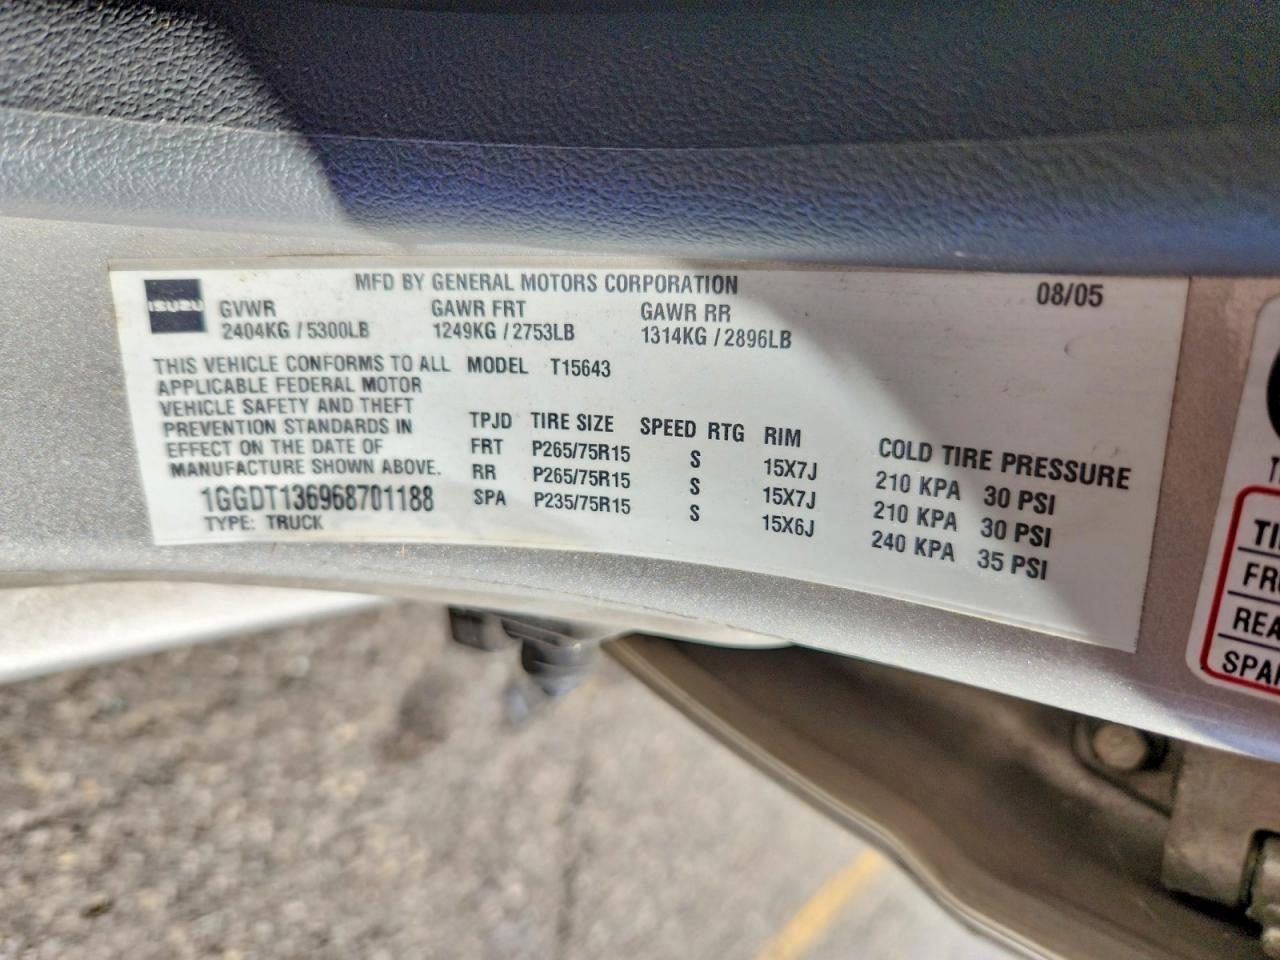 MFD BY GENERAL MOTORS CORPORATION 08/05
ISUZU
GVWR GAWR FRT GAWR RR
2404KG / 5300LB 1249KG / 2753LB 1314KG / 2896LB
THIS VEHICLE CONFORMS TO ALL
APPLICABLE FEDERAL MOTOR
VEHICLE SAFETY AND THEFT
PREVENTION STANDARDS IN
EFFECT ON THE DATE OF
MANUFACTURE SHOWN ABOVE.
1GGDT136968701188
TYPE: TRUCK
MODEL T15643
TPJD TIRE SIZE SPEED RTG RIM COLD TIRE PRESSURE
FRT P265/75R15 S 15X7J 210 KPA 30 PSI
RR P265/75R15 S 15X7J 210 KPA 30 PSI
SPA P235/75R15 S 15X6J 240 KPA 35 PSI
REA
SPA